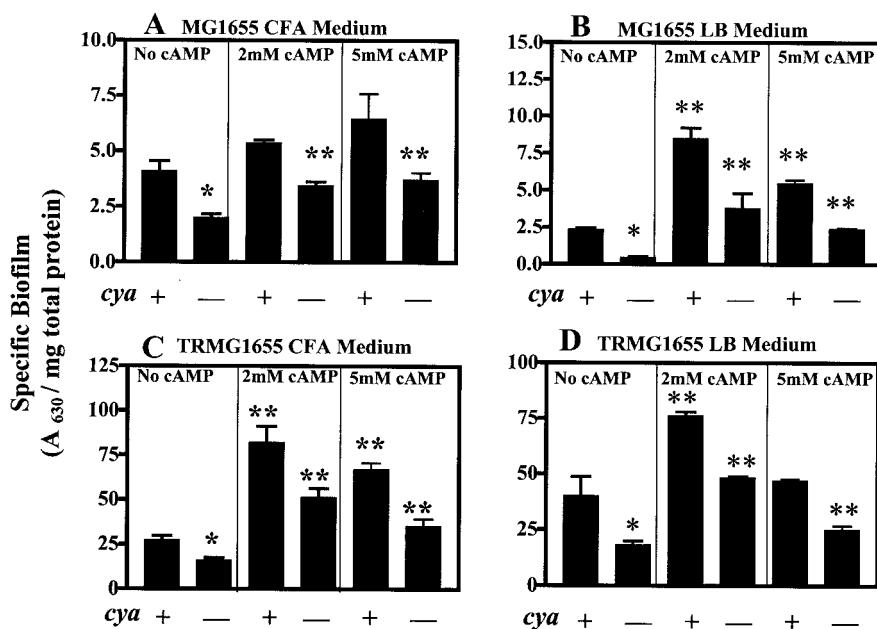 A MG1655 CFA Medium
10.0
7.5
5.0
2.5
0.0
No cAMP 2mM cAMP 5mM cAMP
* ** **
cya + — + — + —
B MG1655 LB Medium
15.0
12.5
10.0
7.5
5.0
2.5
0.0
No cAMP 2mM cAMP 5mM cAMP
* ** ** ** **
cya + — + — + —
Specific Biofilm
(A 630/ mg total protein)
C TRMG1655 CFA Medium
125
100
75
50
25
0
No cAMP 2mM cAMP 5mM cAMP
* ** ** ** **
cya + — + — + —
D TRMG1655 LB Medium
100
75
50
25
0
No cAMP 2mM cAMP 5mM cAMP
* ** ** **
cya + — + — + —